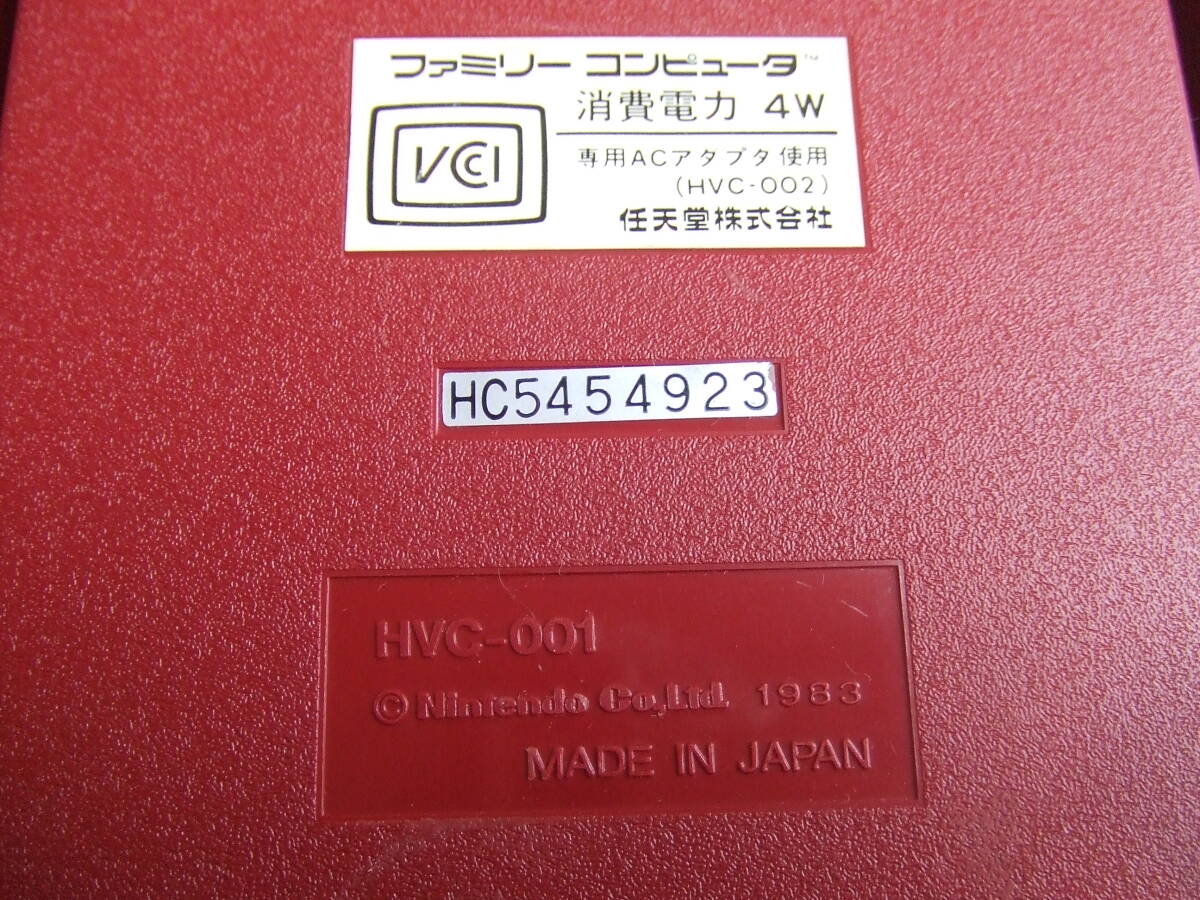 ファミリー コンピュータ™
消費電力 4W
VCCI
専用ACアタプタ使用
(HVC-002)
任天堂株式会社
HC5454923
HVC-001
© Nintendo Co.,Ltd. 1983
MADE IN JAPAN